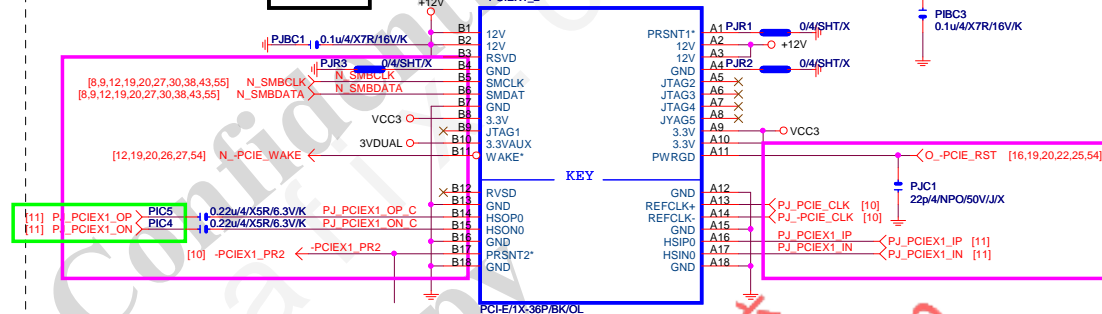 +12V
PJBC1 0.1u/4/X7R/16V/K
PJR3 0/4/SHT/X
[8,9,12,19,20,27,30,38,43,55] N_SMBCLK N_SMBCLK
[8,9,12,19,20,27,30,38,43,55] N_SMBDATA N_SMBDATA
VCC3
3VDUAL
[12,19,20,26,27,54] N_-PCIE_WAKE
[11] PJ_PCIEX1_OP PIC5 0.22u/4/X5R/6.3V/K PJ_PCIEX1_OP_C
[11] PJ_PCIEX1_ON PIC4 0.22u/4/X5R/6.3V/K PJ_PCIEX1_ON_C
[10] -PCIEX1_PR2 -PCIEX1_PR2
B1 12V
B2 12V
B3 RSVD
B4 GND
B5 SMCLK
B6 SMDAT
B7 GND
B8 3.3V
B9 JTAG1
B10 3.3VAUX
B11 WAKE*
KEY
B12 RVSD
B13 GND
B14 HSOP0
B15 HSON0
B16 GND
B17 PRSNT2*
B18 GND
PRSNT1* A1
12V A2
12V A3
GND A4
JTAG2 A5
JTAG3 A6
JTAG4 A7
JYAG5 A8
3.3V A9
3.3V A10
PWRGD A11
GND A12
REFCLK+ A13
REFCLK- A14
GND A15
HSIP0 A16
HSIN0 A17
GND A18
PCI-E/1X-36P/BK/OL
PJR1 0/4/SHT/X
+12V
PJR2 0/4/SHT/X
VCC3
O_-PCIE_RST [16,19,20,22,25,54]
PJC1
22p/4/NPO/50V/J/X
PJ_PCIE_CLK [10]
PJ_-PCIE_CLK [10]
PJ_PCIEX1_IP PJ_PCIEX1_IP [11]
PJ_PCIEX1_IN PJ_PCIEX1_IN [11]
PIBC3
0.1u/4/X7R/16V/K